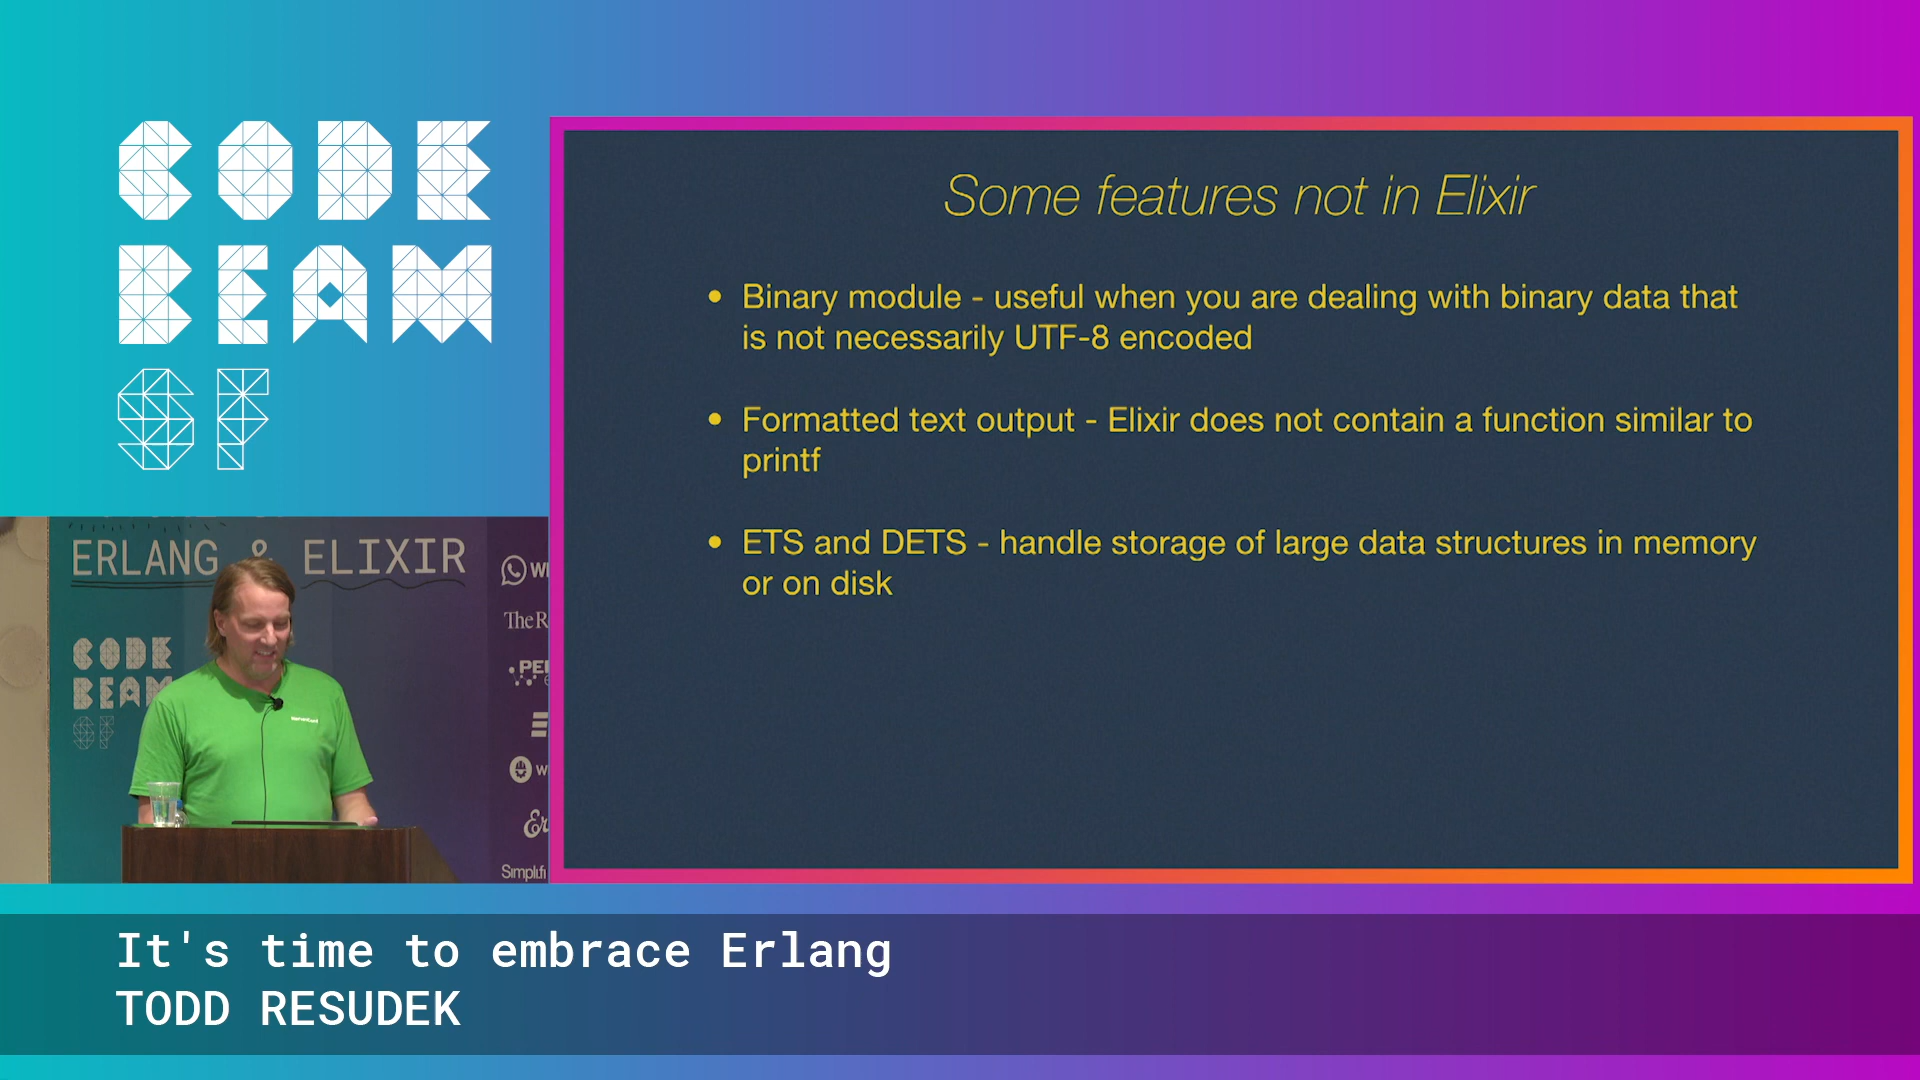 CODE
BEAM
SF
Some features not in Elixir
• Binary module - useful when you are dealing with binary data that
is not necessarily UTF-8 encoded
• Formatted text output - Elixir does not contain a function similar to
printf
• ETS and DETS - handle storage of large data structures in memory
or on disk
ERLANG & ELIXIR
CODE
BEAM
SF
The R
Simplifi
It's time to embrace Erlang
TODD RESUDEK